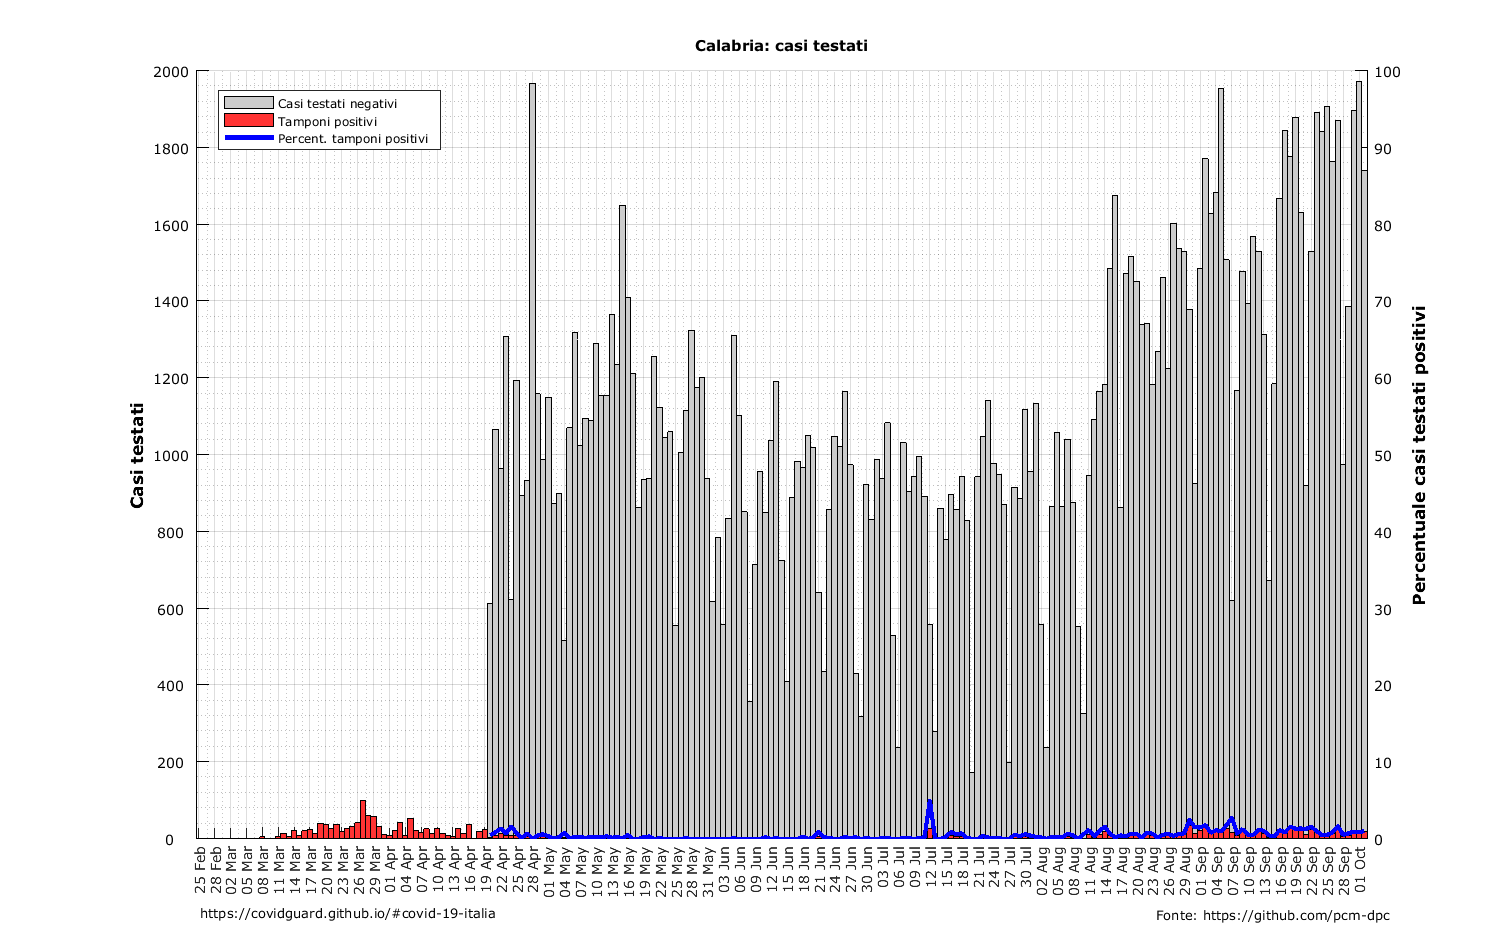 Calabria: casi testati
Casi testati negativi
Tamponi positivi
Percent. tamponi positivi
Casi testati
2000
1800
1600
1400
1200
1000
800
600
400
200
0
100
90
80
70
60
50
40
30
20
10
0
Percentuale casi testati positivi
25 Feb
28 Feb
02 Mar
05 Mar
08 Mar
11 Mar
14 Mar
17 Mar
20 Mar
23 Mar
26 Mar
29 Mar
01 Apr
04 Apr
07 Apr
10 Apr
13 Apr
16 Apr
19 Apr
22 Apr
25 Apr
28 Apr
01 May
04 May
07 May
10 May
13 May
16 May
19 May
22 May
25 May
28 May
31 May
03 Jun
06 Jun
09 Jun
12 Jun
15 Jun
18 Jun
21 Jun
24 Jun
27 Jun
30 Jun
03 Jul
06 Jul
09 Jul
12 Jul
15 Jul
18 Jul
21 Jul
24 Jul
27 Jul
30 Jul
02 Aug
05 Aug
08 Aug
11 Aug
14 Aug
17 Aug
20 Aug
23 Aug
26 Aug
29 Aug
01 Sep
04 Sep
07 Sep
10 Sep
13 Sep
16 Sep
19 Sep
22 Sep
25 Sep
28 Sep
01 Oct
https://covidguard.github.io/#covid-19-italia
Fonte: https://github.com/pcm-dpc